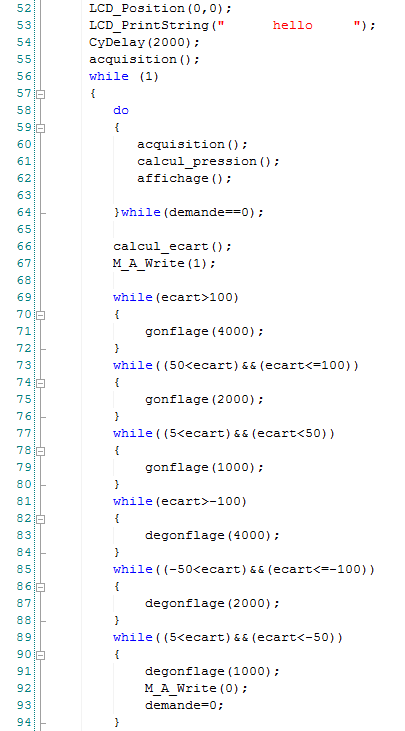 52 LCD_Position(0,0);
53 LCD_PrintString("      hello     ");
54 CyDelay(2000);
55 acquisition();
56 while (1)
57 {
58 do
59 {
60 acquisition();
61 calcul_pression();
62 affichage();
63
64 }while(demande==0);
65
66 calcul_ecart();
67 M_A_Write(1);
68
69 while(ecart>100)
70 {
71 gonflage(4000);
72 }
73 while((50<ecart)&&(ecart<=100))
74 {
75 gonflage(2000);
76 }
77 while((5<ecart)&&(ecart<50))
78 {
79 gonflage(1000);
80 }
81 while(ecart>-100)
82 {
83 degonflage(4000);
84 }
85 while((-50<ecart)&&(ecart<=-100))
86 {
87 degonflage(2000);
88 }
89 while((5<ecart)&&(ecart<-50))
90 {
91 degonflage(1000);
92 M_A_Write(0);
93 demande=0;
94 }